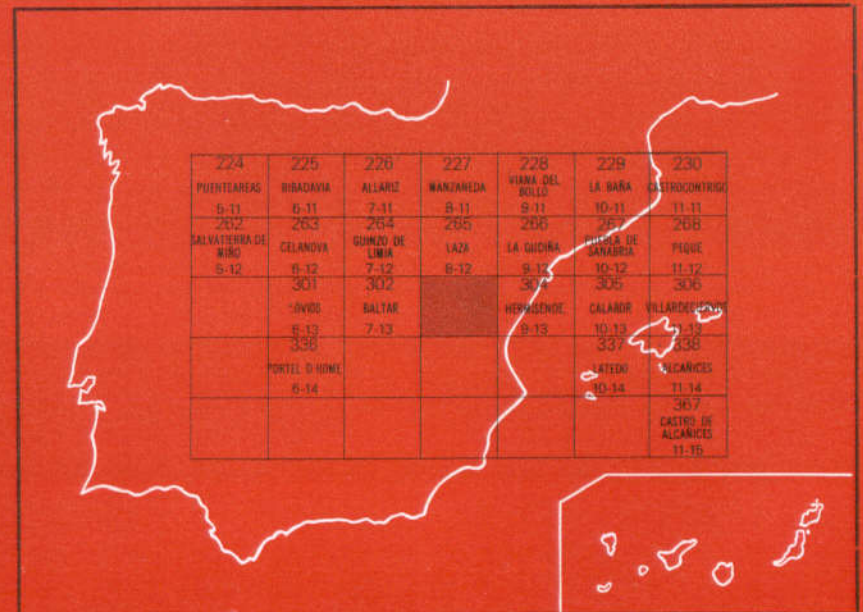 224 225 226 227 228 229 230
PUENTEAREAS RIBADAVIA ALLARIZ MANZANEDA VIANA DEL BOLLO LA BAÑA CASTROCONTRIGO
5-11 6-11 7-11 8-11 9-11 10-11 11-11
262 263 264 265 266 267 268
SALVATIERRA DE MIÑO CELANOVA GUINZO DE LIMIA LAZA LA GUDIÑA PUEBLA DE SANABRIA PEQUE
5-12 6-12 7-12 8-12 9-12 10-12 11-12
301 302 304 305 306
BALTAR HERMISENDE CALABOR VILLARDECIERVOS
6-13 7-13 9-13 10-13 11-13
336 337 338
PORTEL D HOME LATEDO ALCAÑICES
6-14 10-14 11-14
367
CASTRO DE ALCAÑICES
11-15